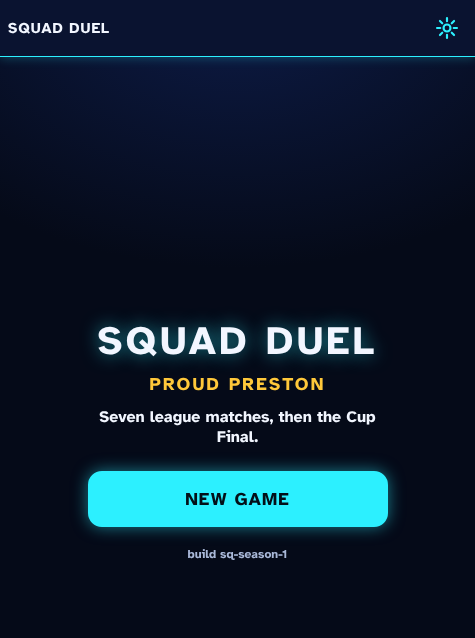 SQUAD DUEL
SQUAD DUEL
PROUD PRESTON
Seven league matches, then the Cup
Final.
NEW GAME
build sq-season-1